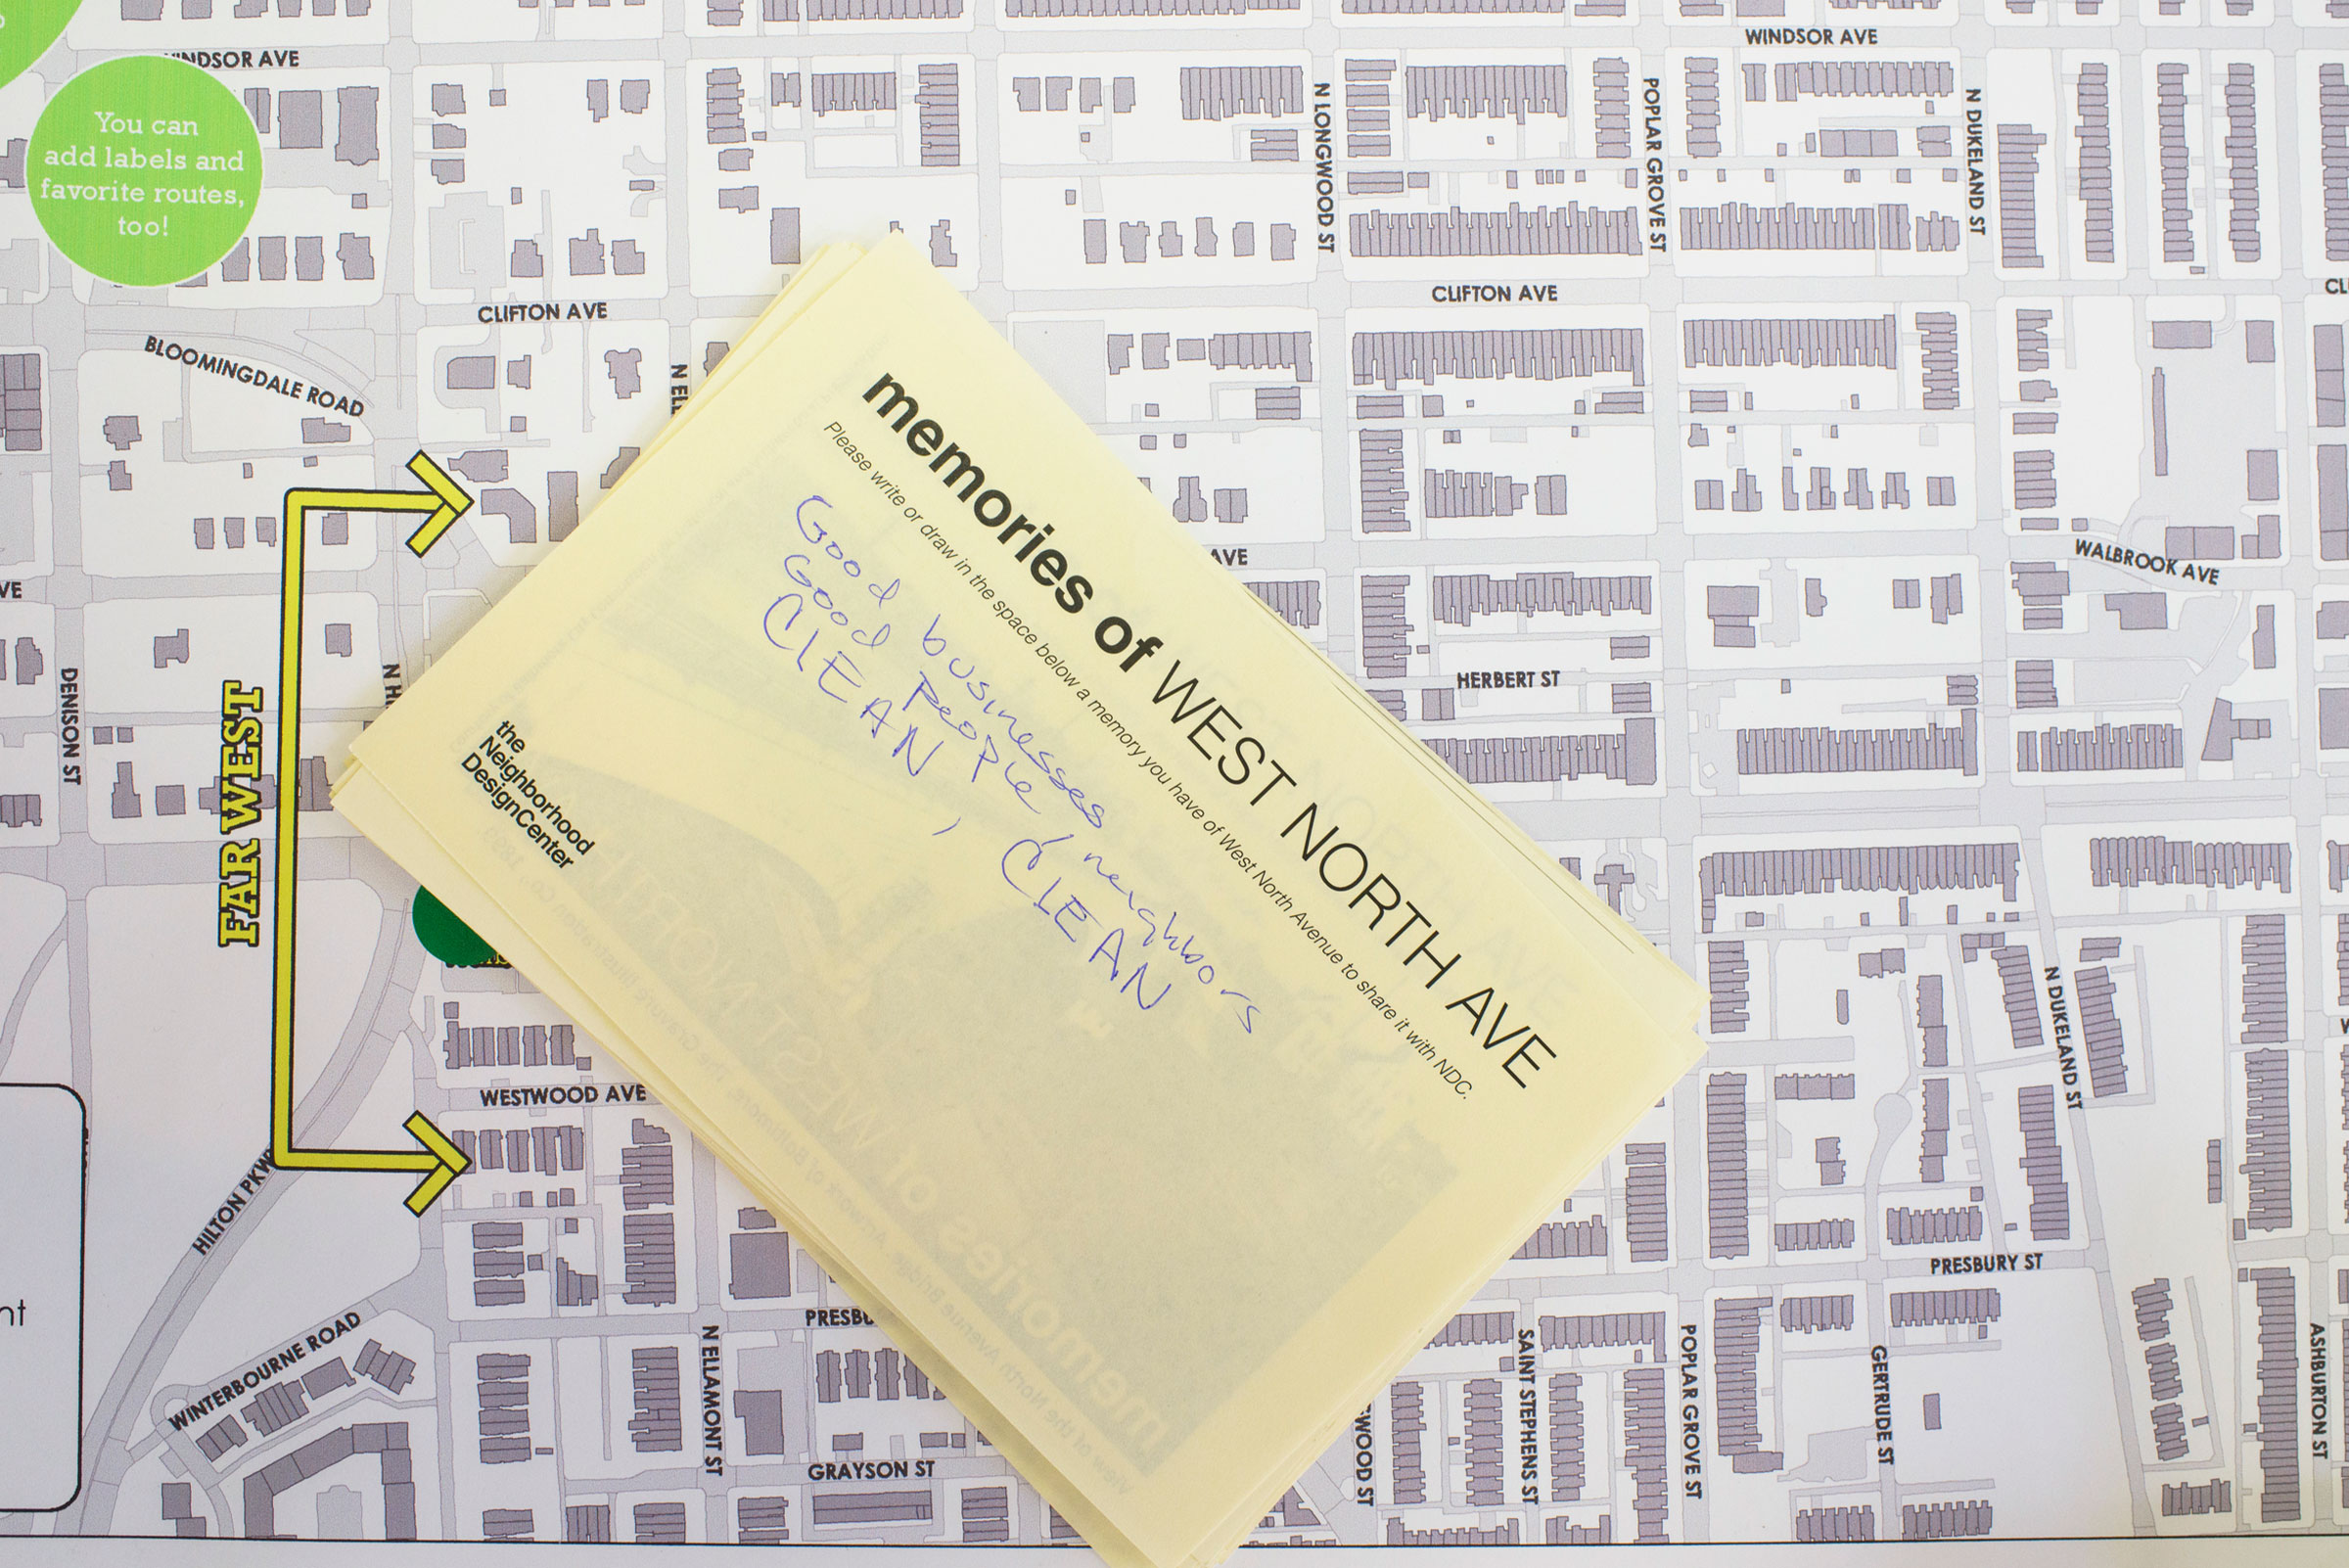 WINDSOR AVE
WINDSOR AVE
You can
add labels and
favorite routes,
too!
N LONGWOOD ST
POPLAR GROVE ST
N DUKELAND ST
CLIFTON AVE
CLIFTON AVE
BLOOMINGDALE ROAD
AVE
WALBROOK AVE
HERBERT ST
DENISON ST
FAR WEST
memories of WEST NORTH AVE
Please write or draw in the space below a memory you have of West North Avenue to share it with NDC.
Good businesses
Good People, neighbors
ClEAN, ClEAN
the
Neighborhood
DesignCenter
N DUKELAND ST
WESTWOOD AVE
HILTON PKWY
PRESBURY ST
WINTERBOURNE ROAD
N ELLAMONT ST
GRAYSON ST
SAINT STEPHENS ST
POPLAR GROVE ST
GERTRUDE ST
ASHBURTON ST